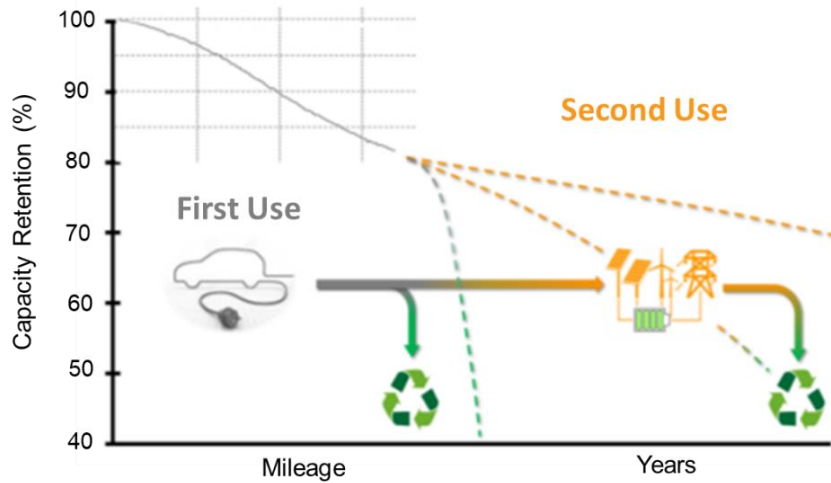 100
90
80
70
60
50
40
Capacity Retention (%)
Second Use
First Use
Mileage
Years